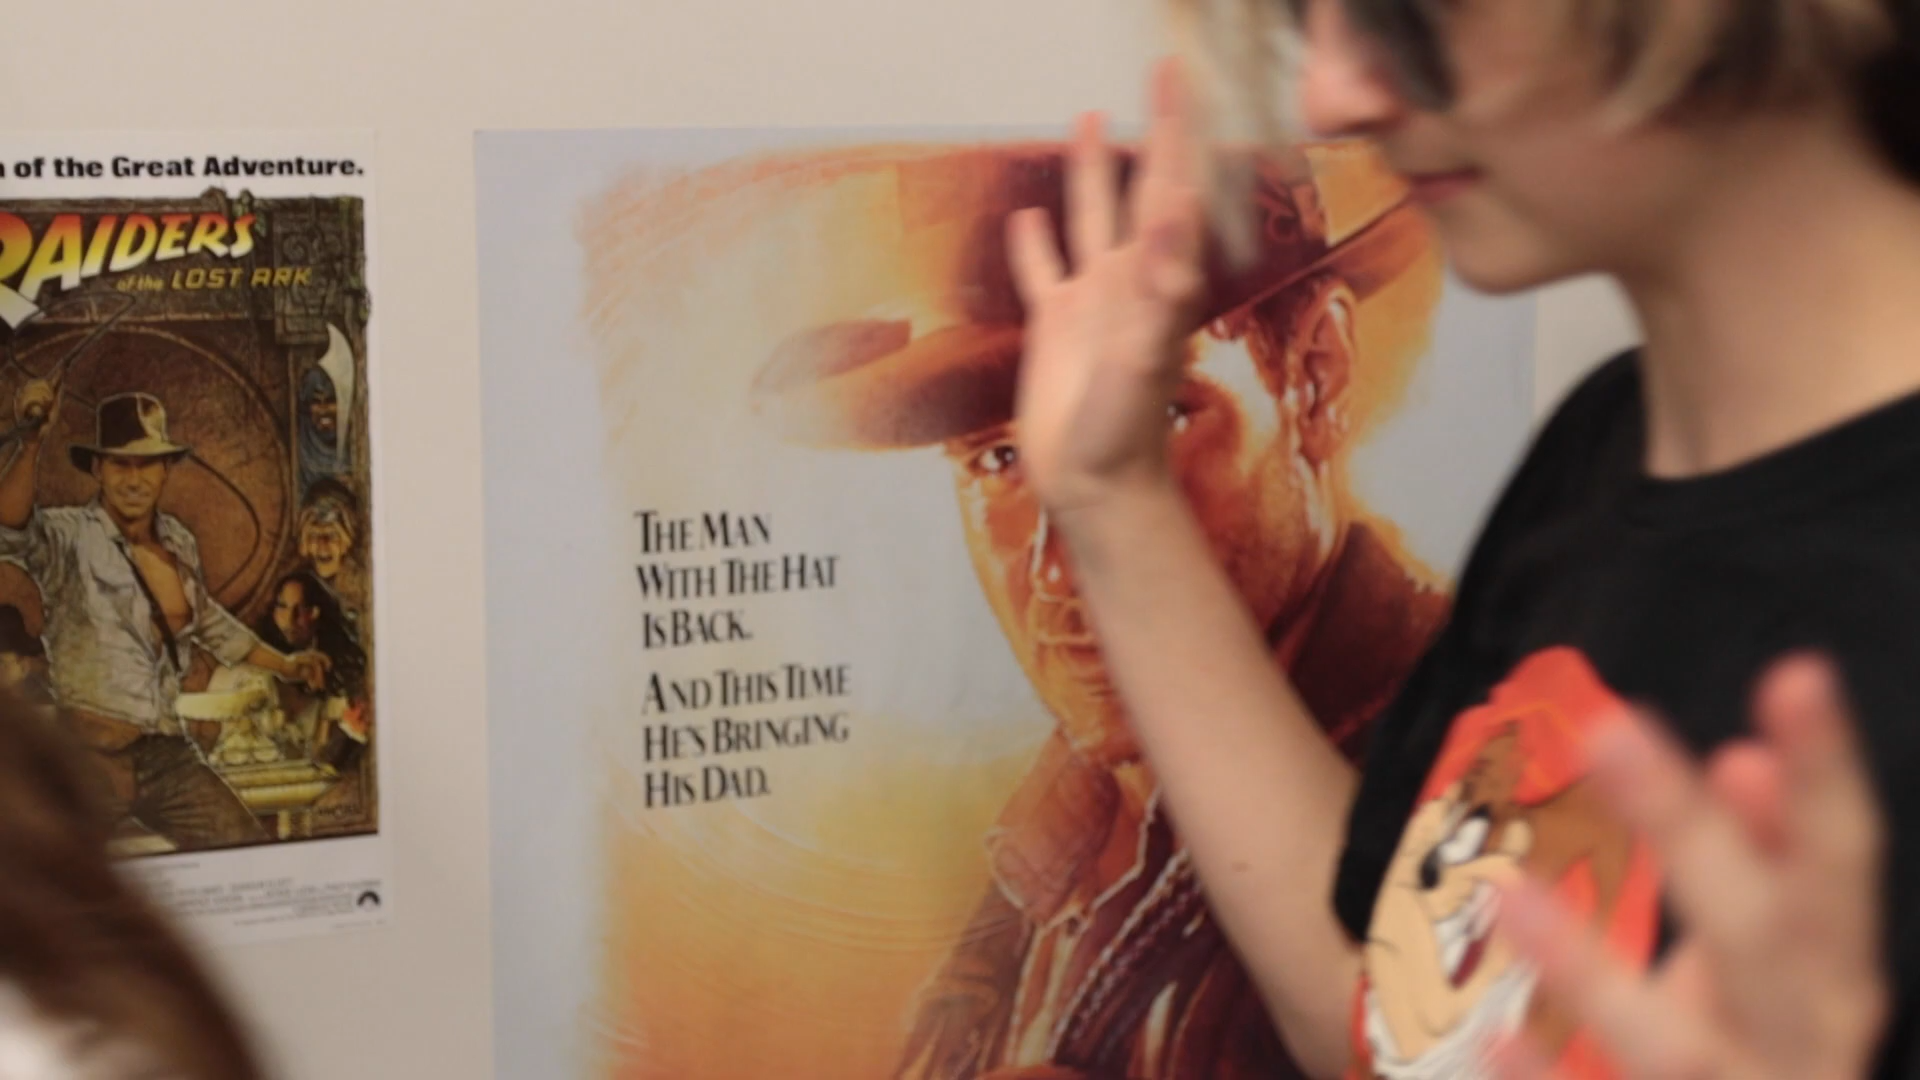 of the Great Adventure.
RAIDERS
of the LOST ARK
THE MAN
WITH THE HAT
IS BACK.
AND THIS TIME
HE'S BRINGING
HIS DAD.